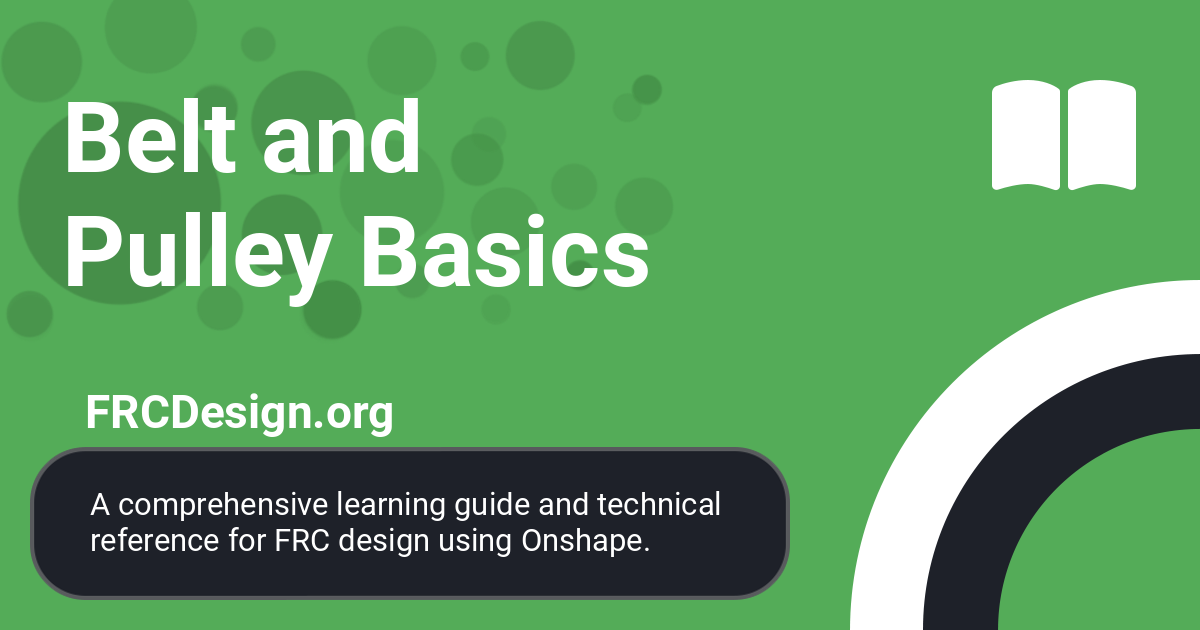 Belt and
Pulley Basics
FRCDesign.org
A comprehensive learning guide and technical
reference for FRC design using Onshape.